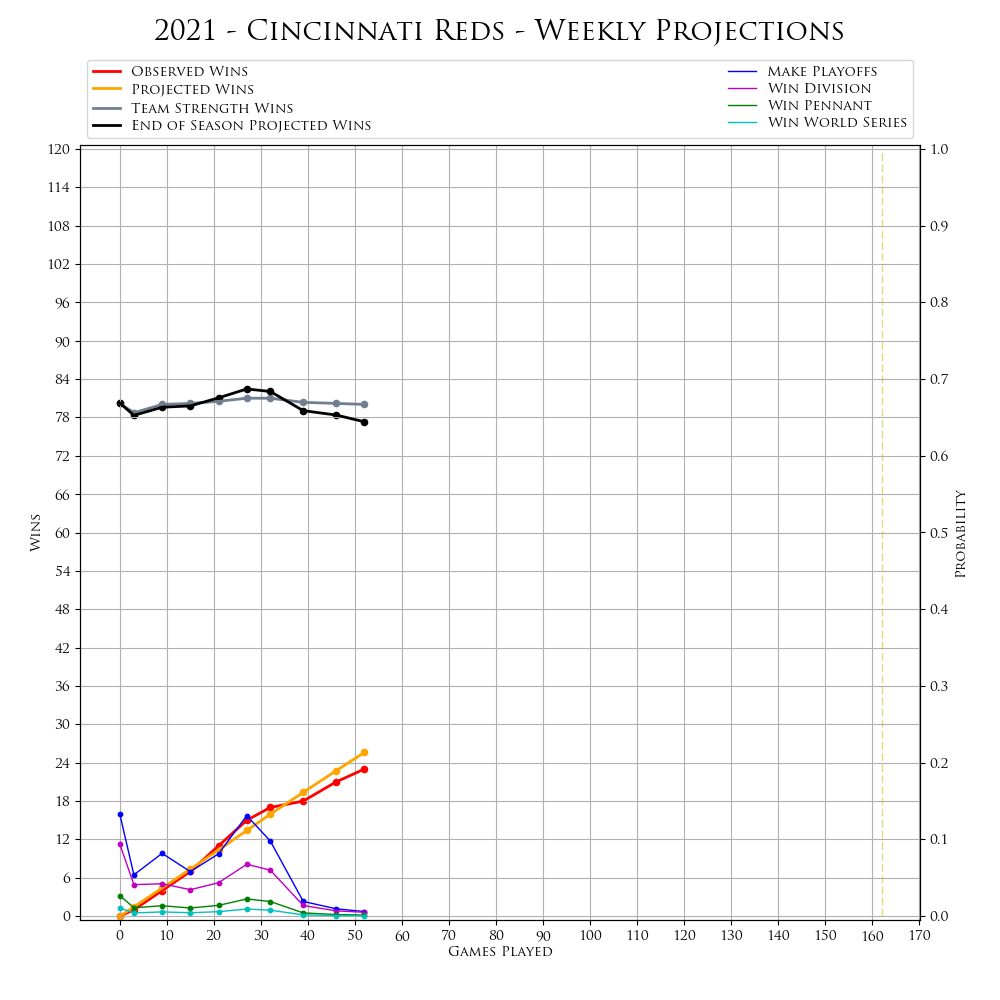 2021 - Cincinnati Reds - Weekly Projections
Observed Wins
Projected Wins
Team Strength Wins
End of Season Projected Wins
Make Playoffs
Win Division
Win Pennant
Win World Series
120
114
108
102
96
90
84
78
72
66
60
54
48
42
36
30
24
18
12
6
0
Wins
1.0
0.9
0.8
0.7
0.6
0.5
0.4
0.3
0.2
0.1
0.0
Probability
0 10 20 30 40 50 60 70 80 90 100 110 120 130 140 150 160 170
Games Played